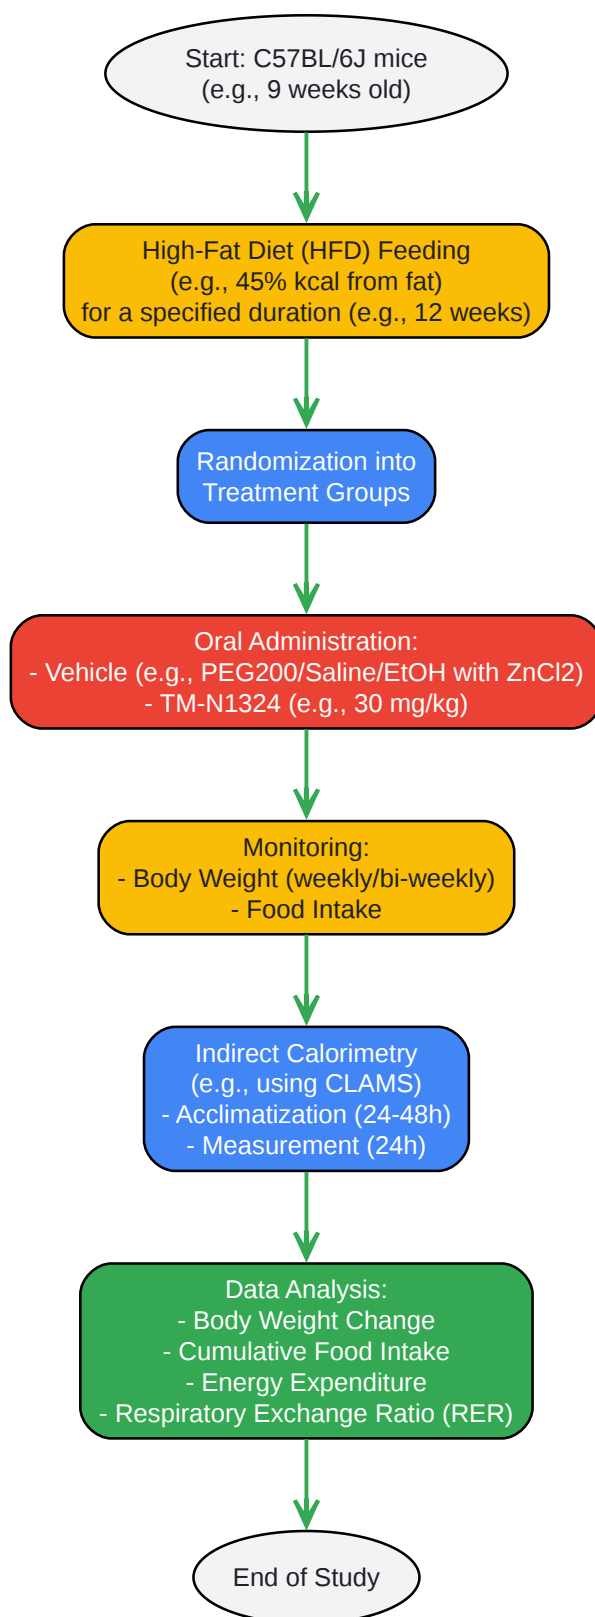 Start: C57BL/6J mice
(e.g., 9 weeks old)
High-Fat Diet (HFD) Feeding
(e.g., 45% kcal from fat)
for a specified duration (e.g., 12 weeks)
Randomization into
Treatment Groups
Oral Administration:
- Vehicle (e.g., PEG200/Saline/EtOH with ZnCl2)
- TM-N1324 (e.g., 30 mg/kg)
Monitoring:
- Body Weight (weekly/bi-weekly)
- Food Intake
Indirect Calorimetry
(e.g., using CLAMS)
- Acclimatization (24-48h)
- Measurement (24h)
Data Analysis:
- Body Weight Change
- Cumulative Food Intake
- Energy Expenditure
- Respiratory Exchange Ratio (RER)
End of Study